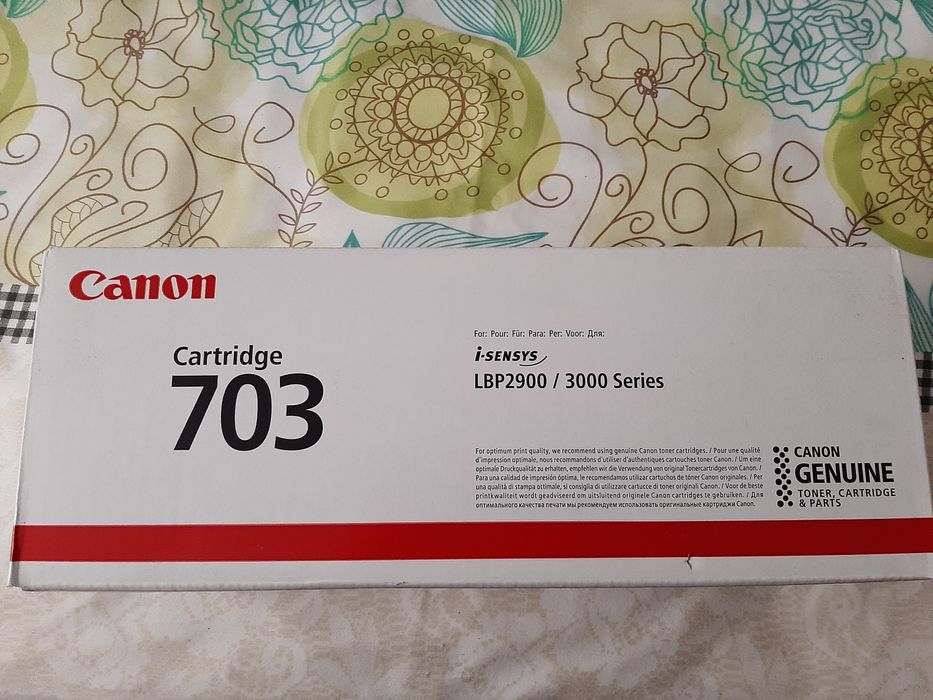 Canon
Cartridge
703
For: Pour: Für: Para: Per: Voor: Для:
i-SENSYS
LBP2900 / 3000 Series
For optimum print quality, we recommend using genuine Canon toner cartridges. / Pour une qualité
d'impression optimale, nous recommandons d'utiliser d'authentiques cartouches toner Canon. / Um eine
optimale Druckqualität zu erhalten, empfehlen wir die Verwendung von original Tonercartridges von Canon. /
Para una calidad de impresión óptima, le recomendamos utilizar cartuchos de tóner Canon originales. / Per
una qualità di stampa ottimale, si consiglia di utilizzare cartucce di toner originali Canon. / Voor de beste
printkwaliteit wordt geadviseerd om uitsluitend originele Canon cartridges te gebruiken. / Для
оптимального качества печати мы рекомендуем использовать оригинальные картриджи Canon.
CANON
GENUINE
TONER, CARTRIDGE
& PARTS